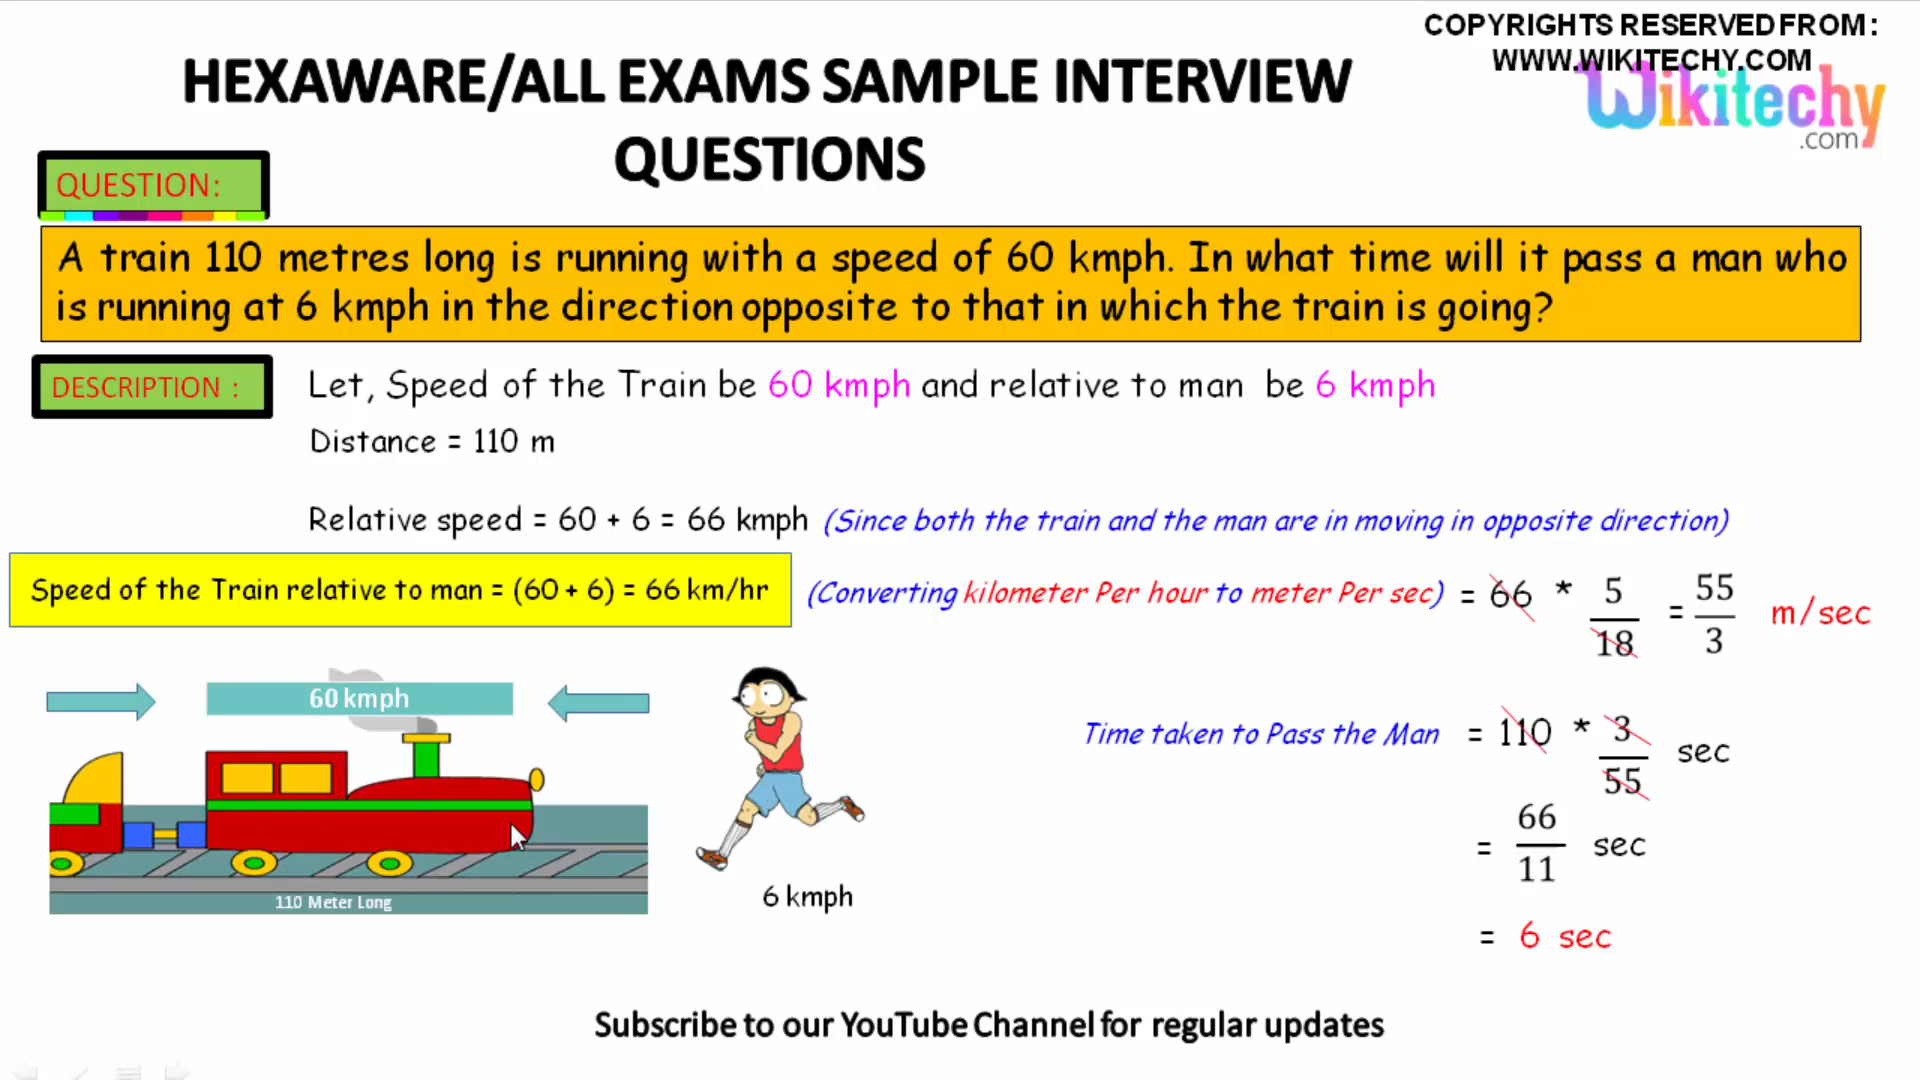 COPYRIGHTS RESERVED FROM :
WWW.WIKITECHY.COM
Wikitechy
.com
HEXAWARE/ALL EXAMS SAMPLE INTERVIEW
QUESTIONS
QUESTION:
A train 110 metres long is running with a speed of 60 kmph. In what time will it pass a man who
is running at 6 kmph in the direction opposite to that in which the train is going?
DESCRIPTION :
Let, Speed of the Train be 60 kmph and relative to man be 6 kmph
Distance = 110 m
Relative speed = 60 + 6 = 66 kmph (Since both the train and the man are in moving in opposite direction)
Speed of the Train relative to man = (60 + 6) = 66 km/hr (Converting kilometer Per hour to meter Per sec) = 66 * 5/18 = 55/3 m/sec
60 kmph
Time taken to Pass the Man = 110 * 3/55 sec
= 66/11 sec
6 kmph
110 Meter Long
= 6 sec
Subscribe to our YouTube Channel for regular updates